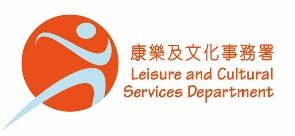 康樂及文化事務署
Leisure and Cultural
Services Department